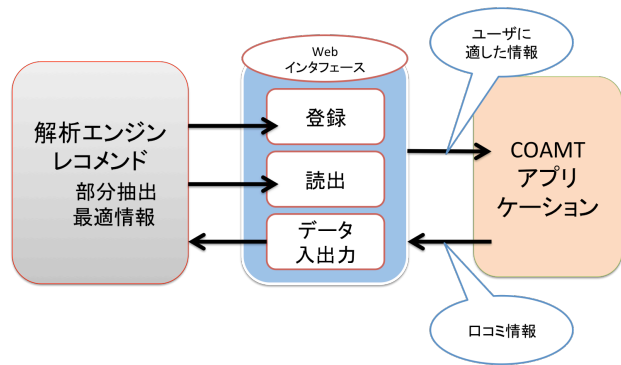 解析エンジン
レコメンド
部分抽出
最適情報
Web
インタフェース
登録
読出
データ
入出力
ユーザに
適した情報
COAMT
アプリ
ケーション
口コミ情報